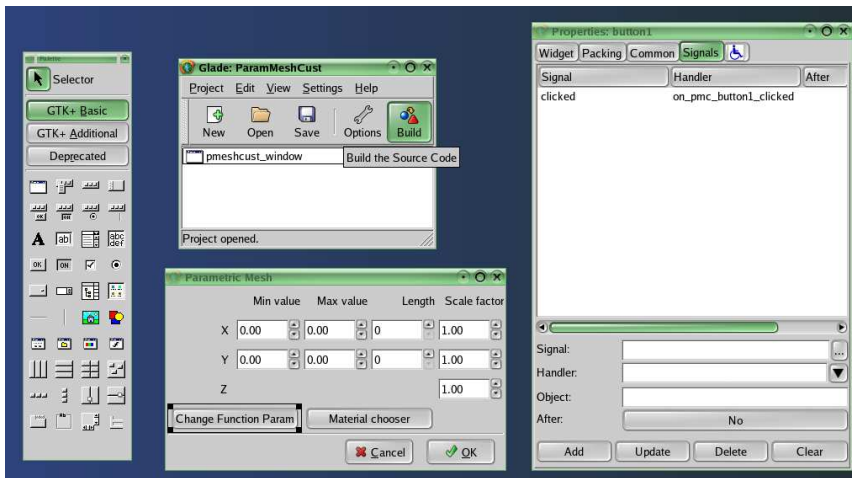 Palette
Selector
GTK+ Basic
GTK+ Additional
Deprecated
Glade: ParamMeshCust
Project Edit View Settings Help
New Open Save Options Build
pmeshcust_window
Build the Source Code
Project opened.
Parametric Mesh
Min value Max value Length Scale factor
X 0.00 0.00 0 1.00
Y 0.00 0.00 0 1.00
Z 1.00
Change Function Param Material chooser
Cancel OK
Properties: button1
Widget Packing Common Signals
Signal Handler After
clicked on_pmc_button1_clicked
Signal: ...
Handler:
Object:
After: No
Add Update Delete Clear